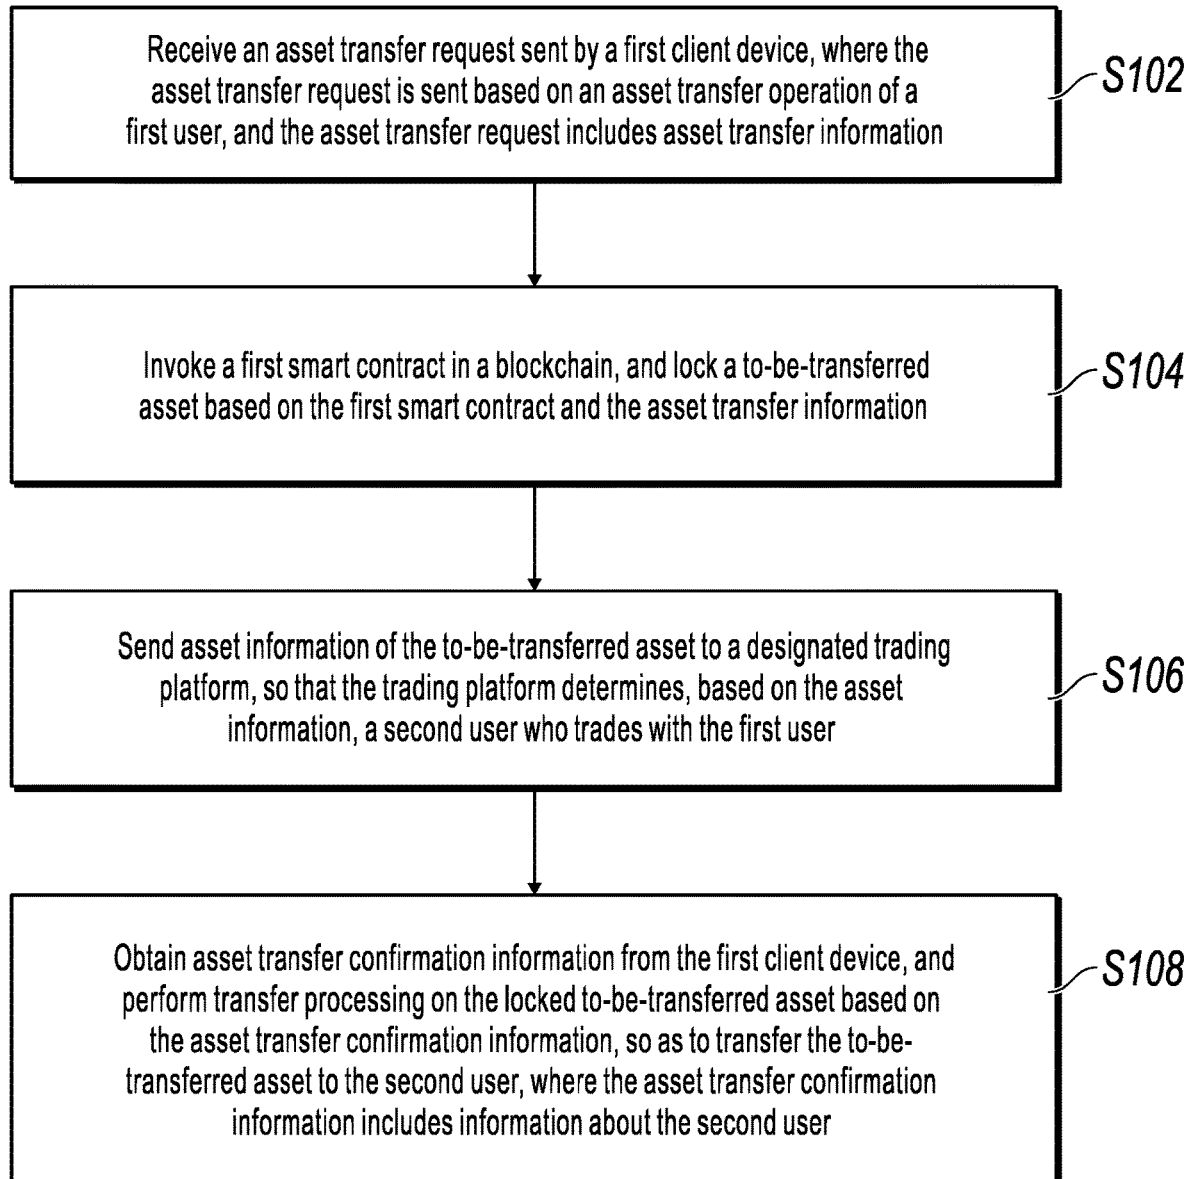 Receive an asset transfer request sent by a first client device, where the
asset transfer request is sent based on an asset transfer operation of a
first user, and the asset transfer request includes asset transfer information
S102
Invoke a first smart contract in a blockchain, and lock a to-be-transferred
asset based on the first smart contract and the asset transfer information
S104
Send asset information of the to-be-transferred asset to a designated trading
platform, so that the trading platform determines, based on the asset
information, a second user who trades with the first user
S106
Obtain asset transfer confirmation information from the first client device, and
perform transfer processing on the locked to-be-transferred asset based on
the asset transfer confirmation information, so as to transfer the to-be-
transferred asset to the second user, where the asset transfer confirmation
information includes information about the second user
S108